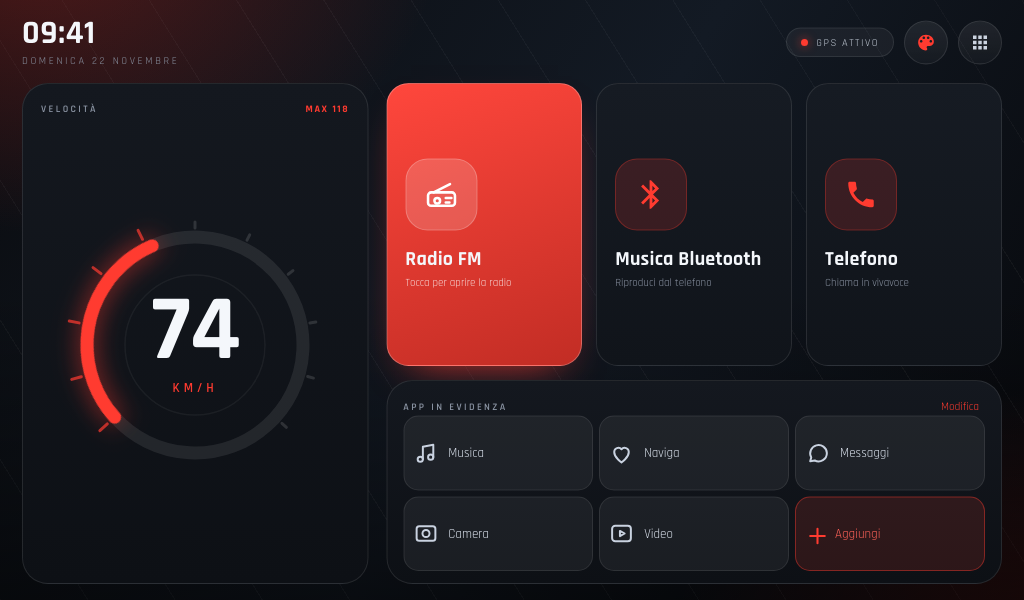 09:41
DOMENICA 22 NOVEMBRE
GPS ATTIVO
VELOCITÀ
MAX 118
74
KM/H
Radio FM
Tocca per aprire la radio
Musica Bluetooth
Riproduci dal telefono
Telefono
Chiama in vivavoce
APP IN EVIDENZA
Modifica
Musica
Naviga
Messaggi
Camera
Video
Aggiungi